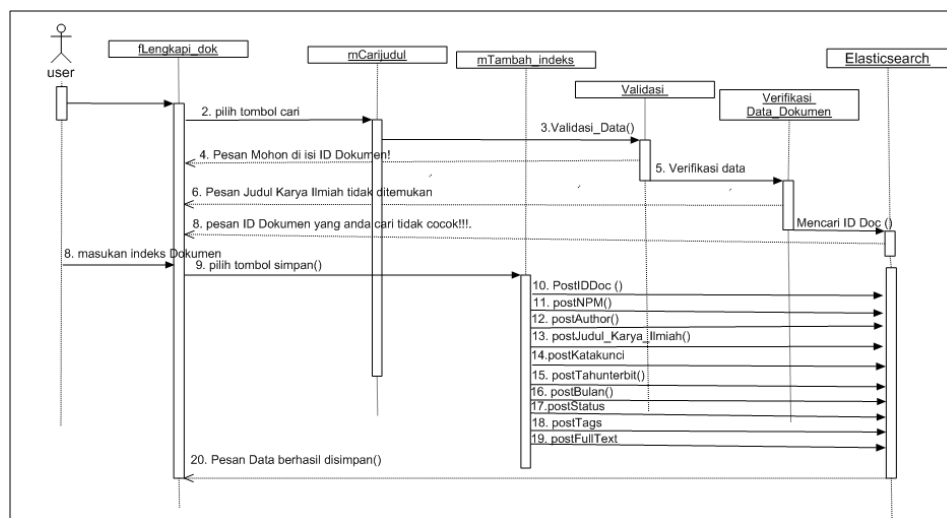 fLengkapi_dok
mCarijudul
mTambah_indeks
Elasticsearch
user
Validasi
Verifikasi
Data_Dokumen
2. pilih tombol cari
3.Validasi_Data()
4. Pesan Mohon di isi ID Dokumen!
5. Verifikasi data
6. Pesan Judul Karya Ilmiah tidak ditemukan
Mencari ID Doc ()
8. pesan ID Dokumen yang anda cari tidak cocok!!!.
8. masukan indeks Dokumen
9. pilih tombol simpan()
10. PostIDDoc ()
11. postNPM()
12. postAuthor()
13. postJudul_Karya_Ilmiah()
14.postKatakunci
15. postTahunterbit()
16. postBulan()
17.postStatus
18. postTags
19. postFullText
20. Pesan Data berhasil disimpan()